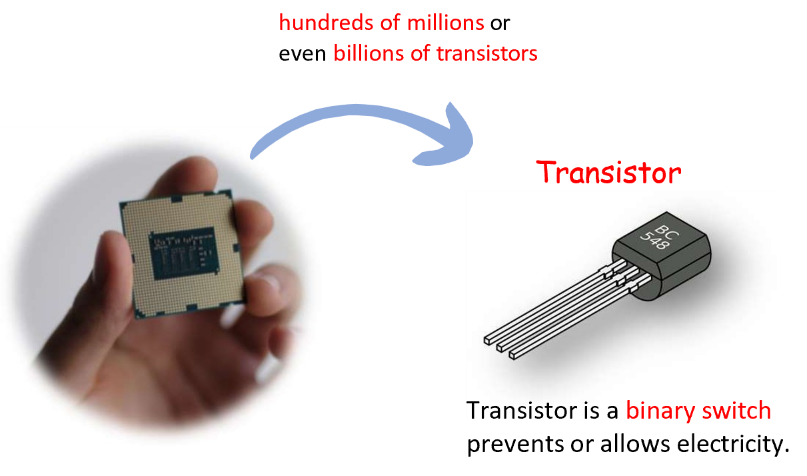 hundreds of millions or
even billions of transistors
Transistor
BC
548
Transistor is a binary switch
prevents or allows electricity.